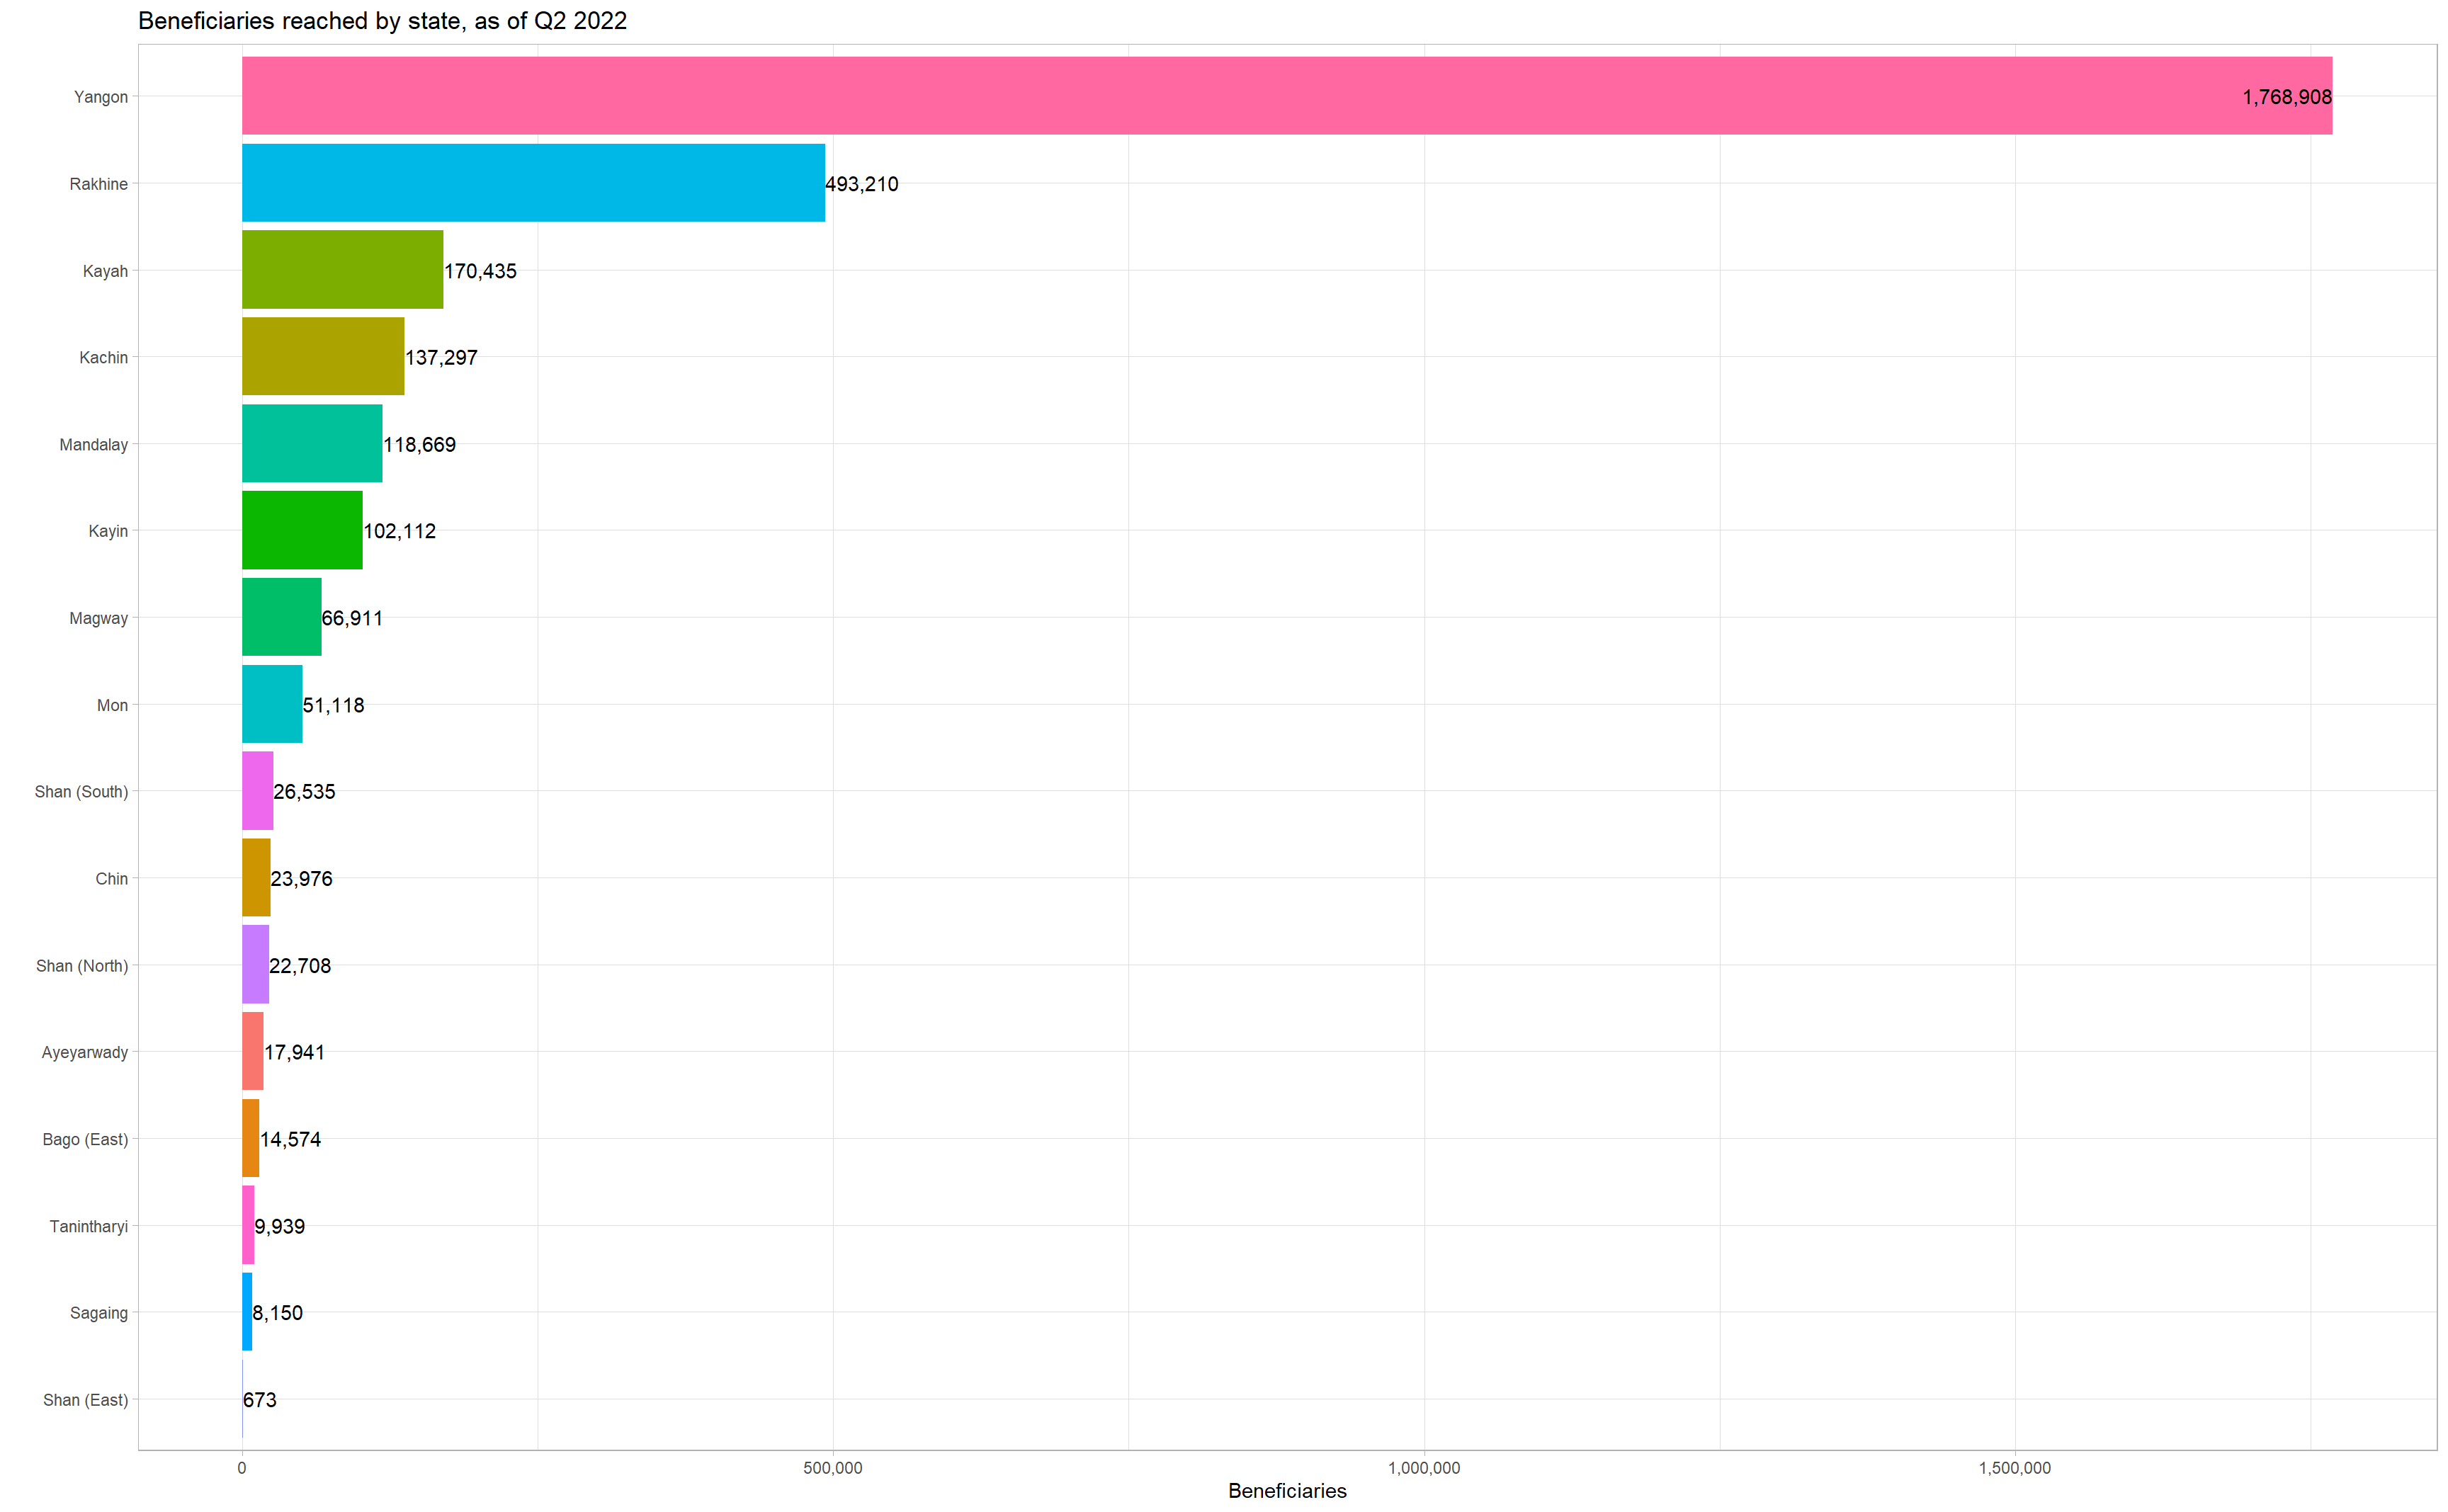 Beneficiaries reached by state, as of Q2 2022
Yangon 1,768,908
Rakhine 493,210
Kayah 170,435
Kachin 137,297
Mandalay 118,669
Kayin 102,112
Magway 66,911
Mon 51,118
Shan (South) 26,535
Chin 23,976
Shan (North) 22,708
Ayeyarwady 17,941
Bago (East) 14,574
Tanintharyi 9,939
Sagaing 8,150
Shan (East) 673
0 500,000 1,000,000 1,500,000
Beneficiaries